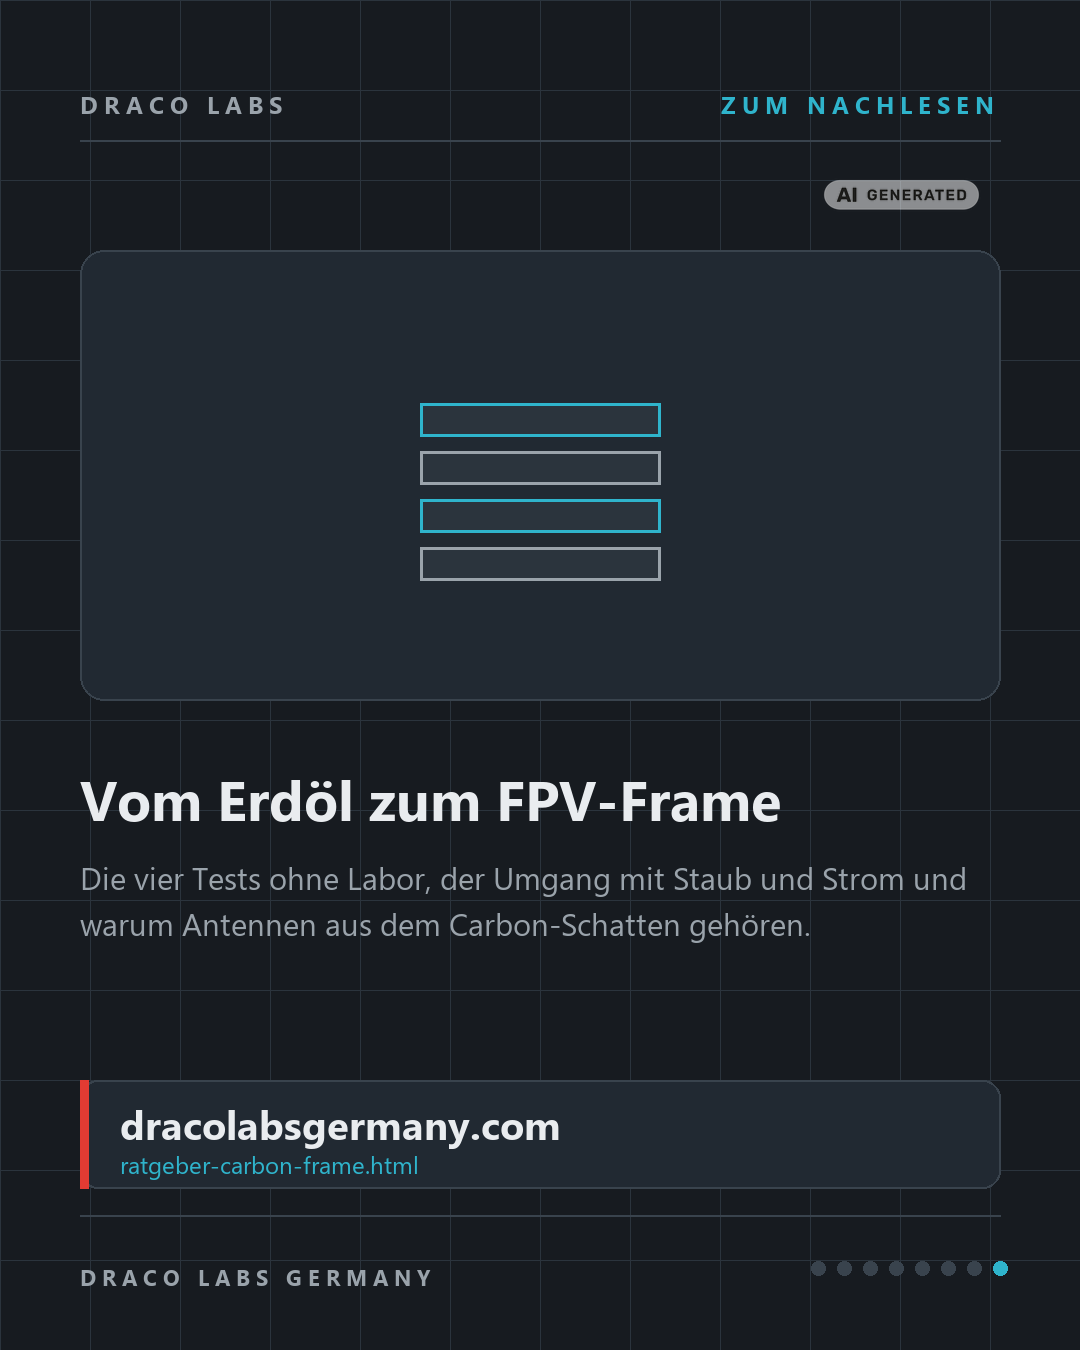 DRACO LABS
ZUM NACHLESEN
AI GENERATED
Vom Erdöl zum FPV-Frame
Die vier Tests ohne Labor, der Umgang mit Staub und Strom und
warum Antennen aus dem Carbon-Schatten gehören.
dracolabsgermany.com
ratgeber-carbon-frame.html
DRACO LABS GERMANY